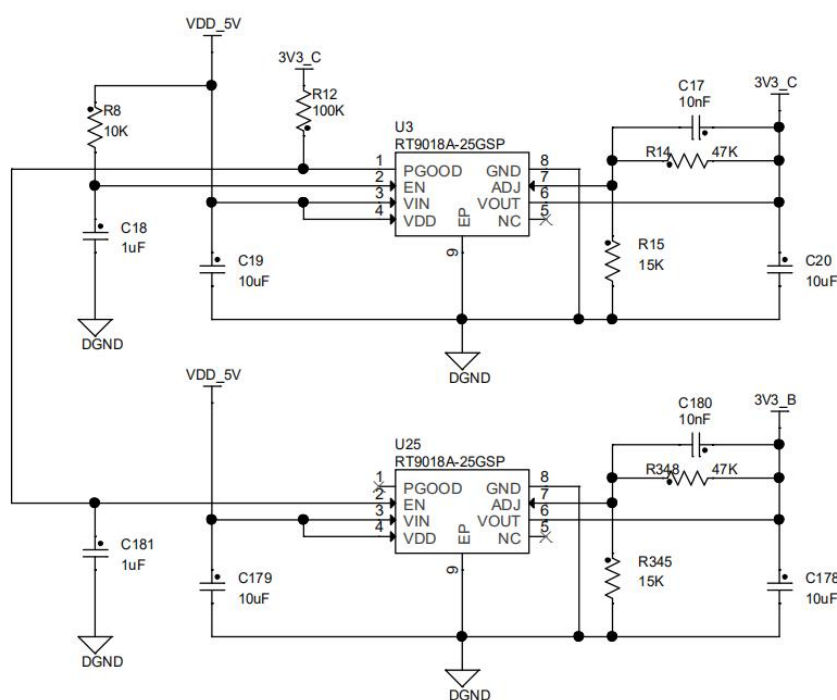 VDD_5V
3V3_C
R8
10K
R12
100K
C17
10nF
3V3_C
U3
RT9018A-25GSP
R14
47K
1
PGOOD
GND
8
2
EN
ADJ
7
3
VIN
VOUT
6
4
VDD
EP
NC
5
9
C18
1uF
C19
10uF
R15
15K
C20
10uF
DGND
DGND
VDD_5V
C180
10nF
3V3_B
U25
RT9018A-25GSP
R348
47K
1
PGOOD
GND
8
2
EN
ADJ
7
3
VIN
VOUT
6
4
VDD
EP
NC
5
9
C181
1uF
C179
10uF
R345
15K
C178
10uF
DGND
DGND